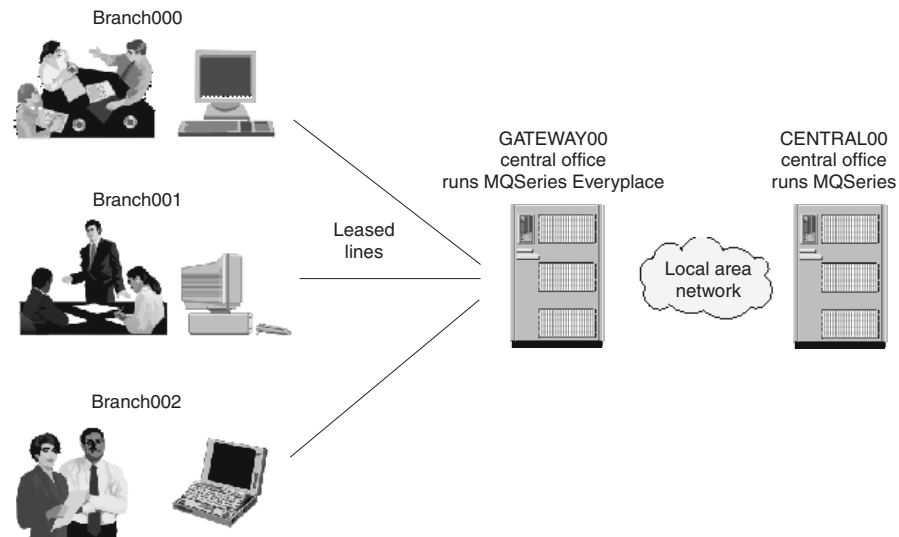 Branch000
GATEWAY00
central office
runs MQSeries Everyplace
CENTRAL00
central office
runs MQSeries
Branch001
Leased
lines
Local area
network
Branch002